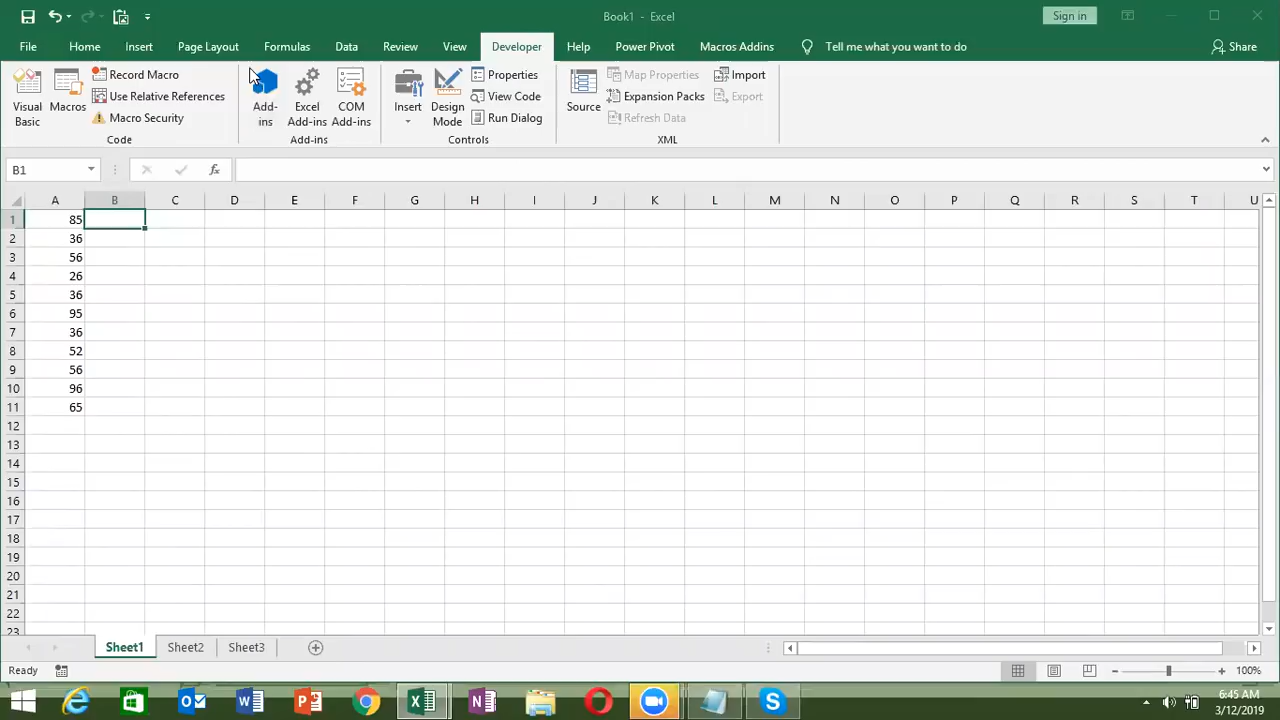 Book1 - Excel
Sign in
File Home Insert Page Layout Formulas Data Review View Developer Help Power Pivot Macros Addins Tell me what you want to do Share
Visual Basic
Macros
Record Macro
Use Relative References
Macro Security
Code
Add-ins
Excel Add-ins
COM Add-ins
Add-ins
Insert
Design Mode
Properties
View Code
Run Dialog
Controls
Source
Map Properties
Expansion Packs
Refresh Data
Import
Export
XML
B1
fx
A B C D E F G H I J K L M N O P Q R S T U
1 85
2 36
3 56
4 26
5 36
6 95
7 36
8 52
9 56
10 96
11 65
12
13
14
15
16
17
18
19
20
21
22
23
Sheet1 Sheet2 Sheet3
Ready
100%
6:45 AM
3/12/2019